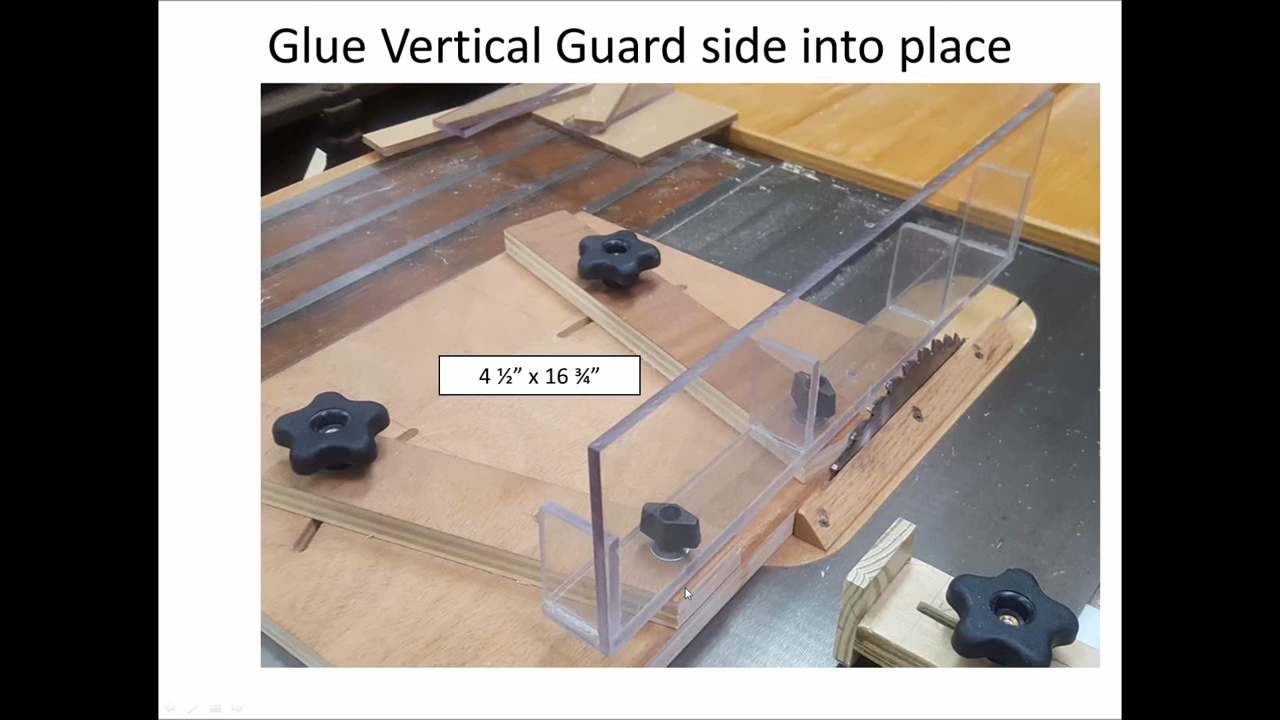 Glue Vertical Guard side into place
4 ½” x 16 ¾”